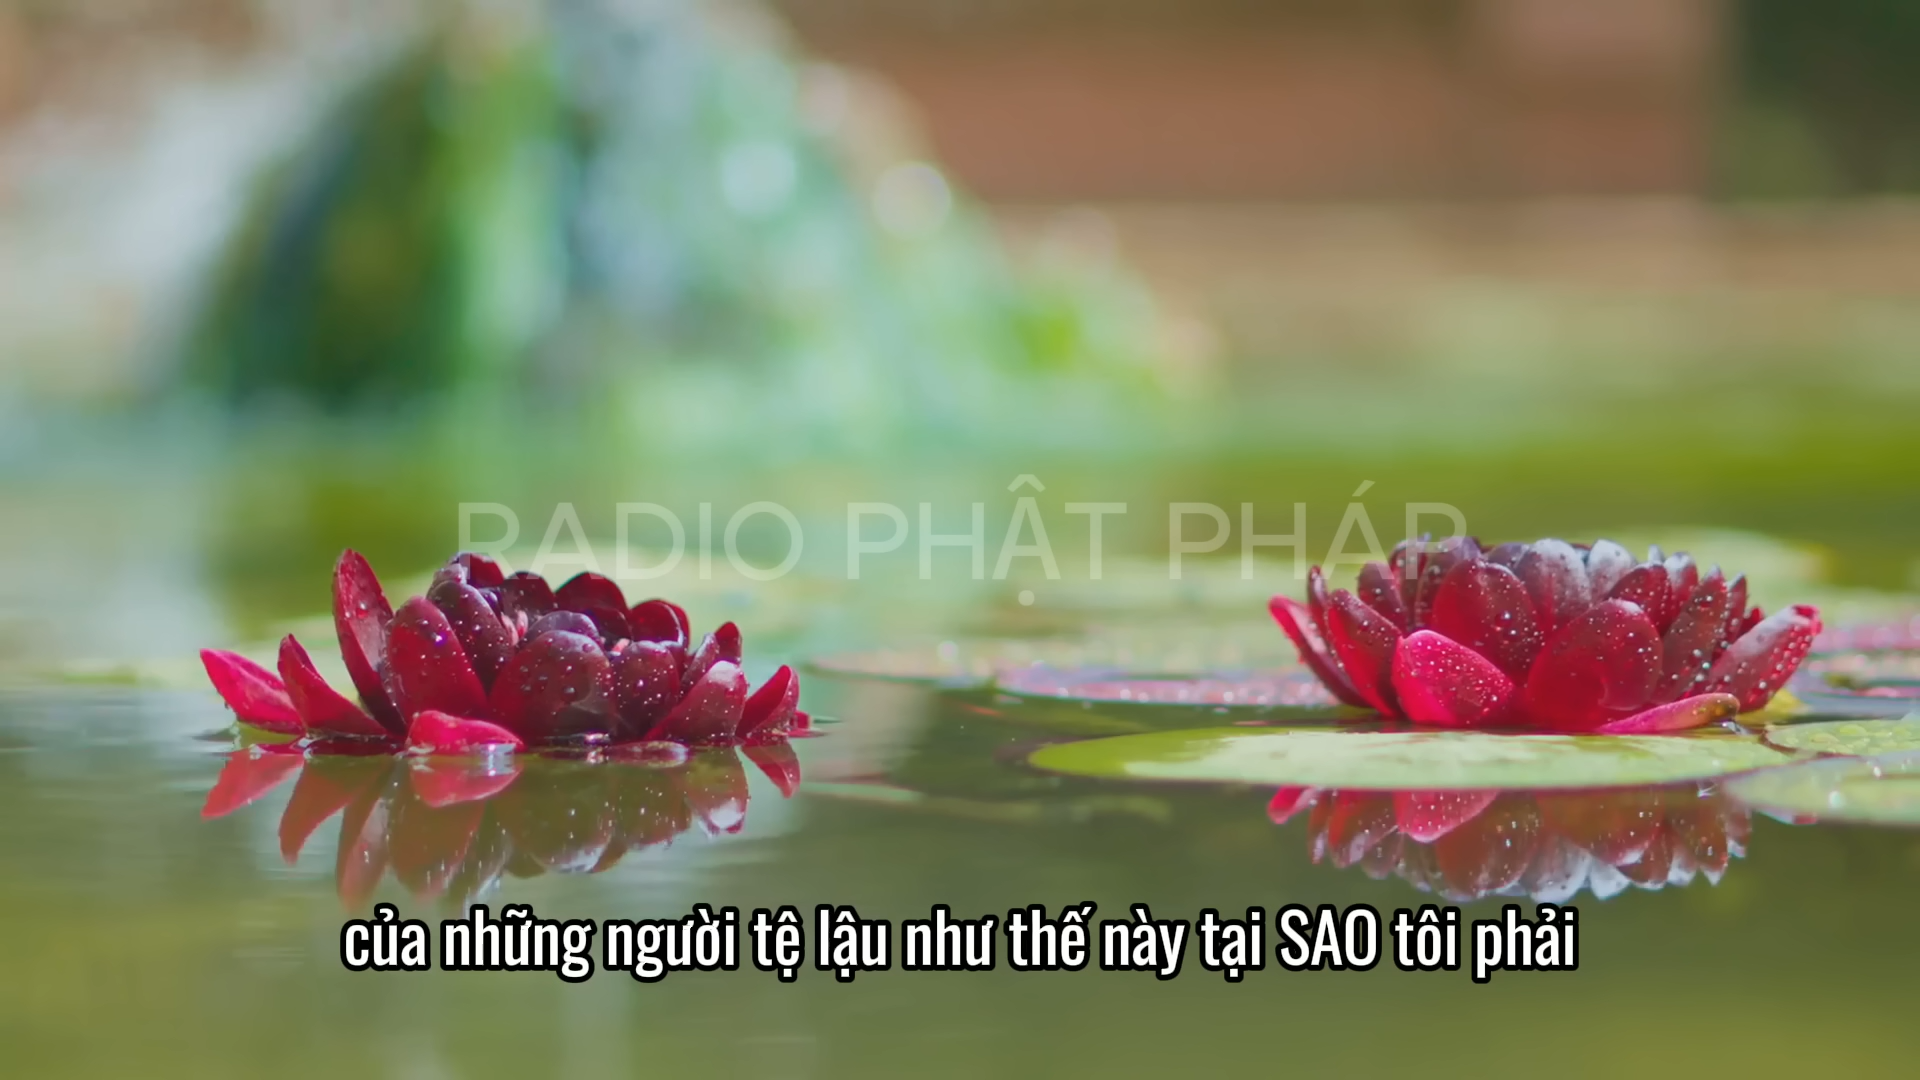 RADIO PHẬT PHÁP
của những người tệ lậu như thế này tại SAO tôi phải